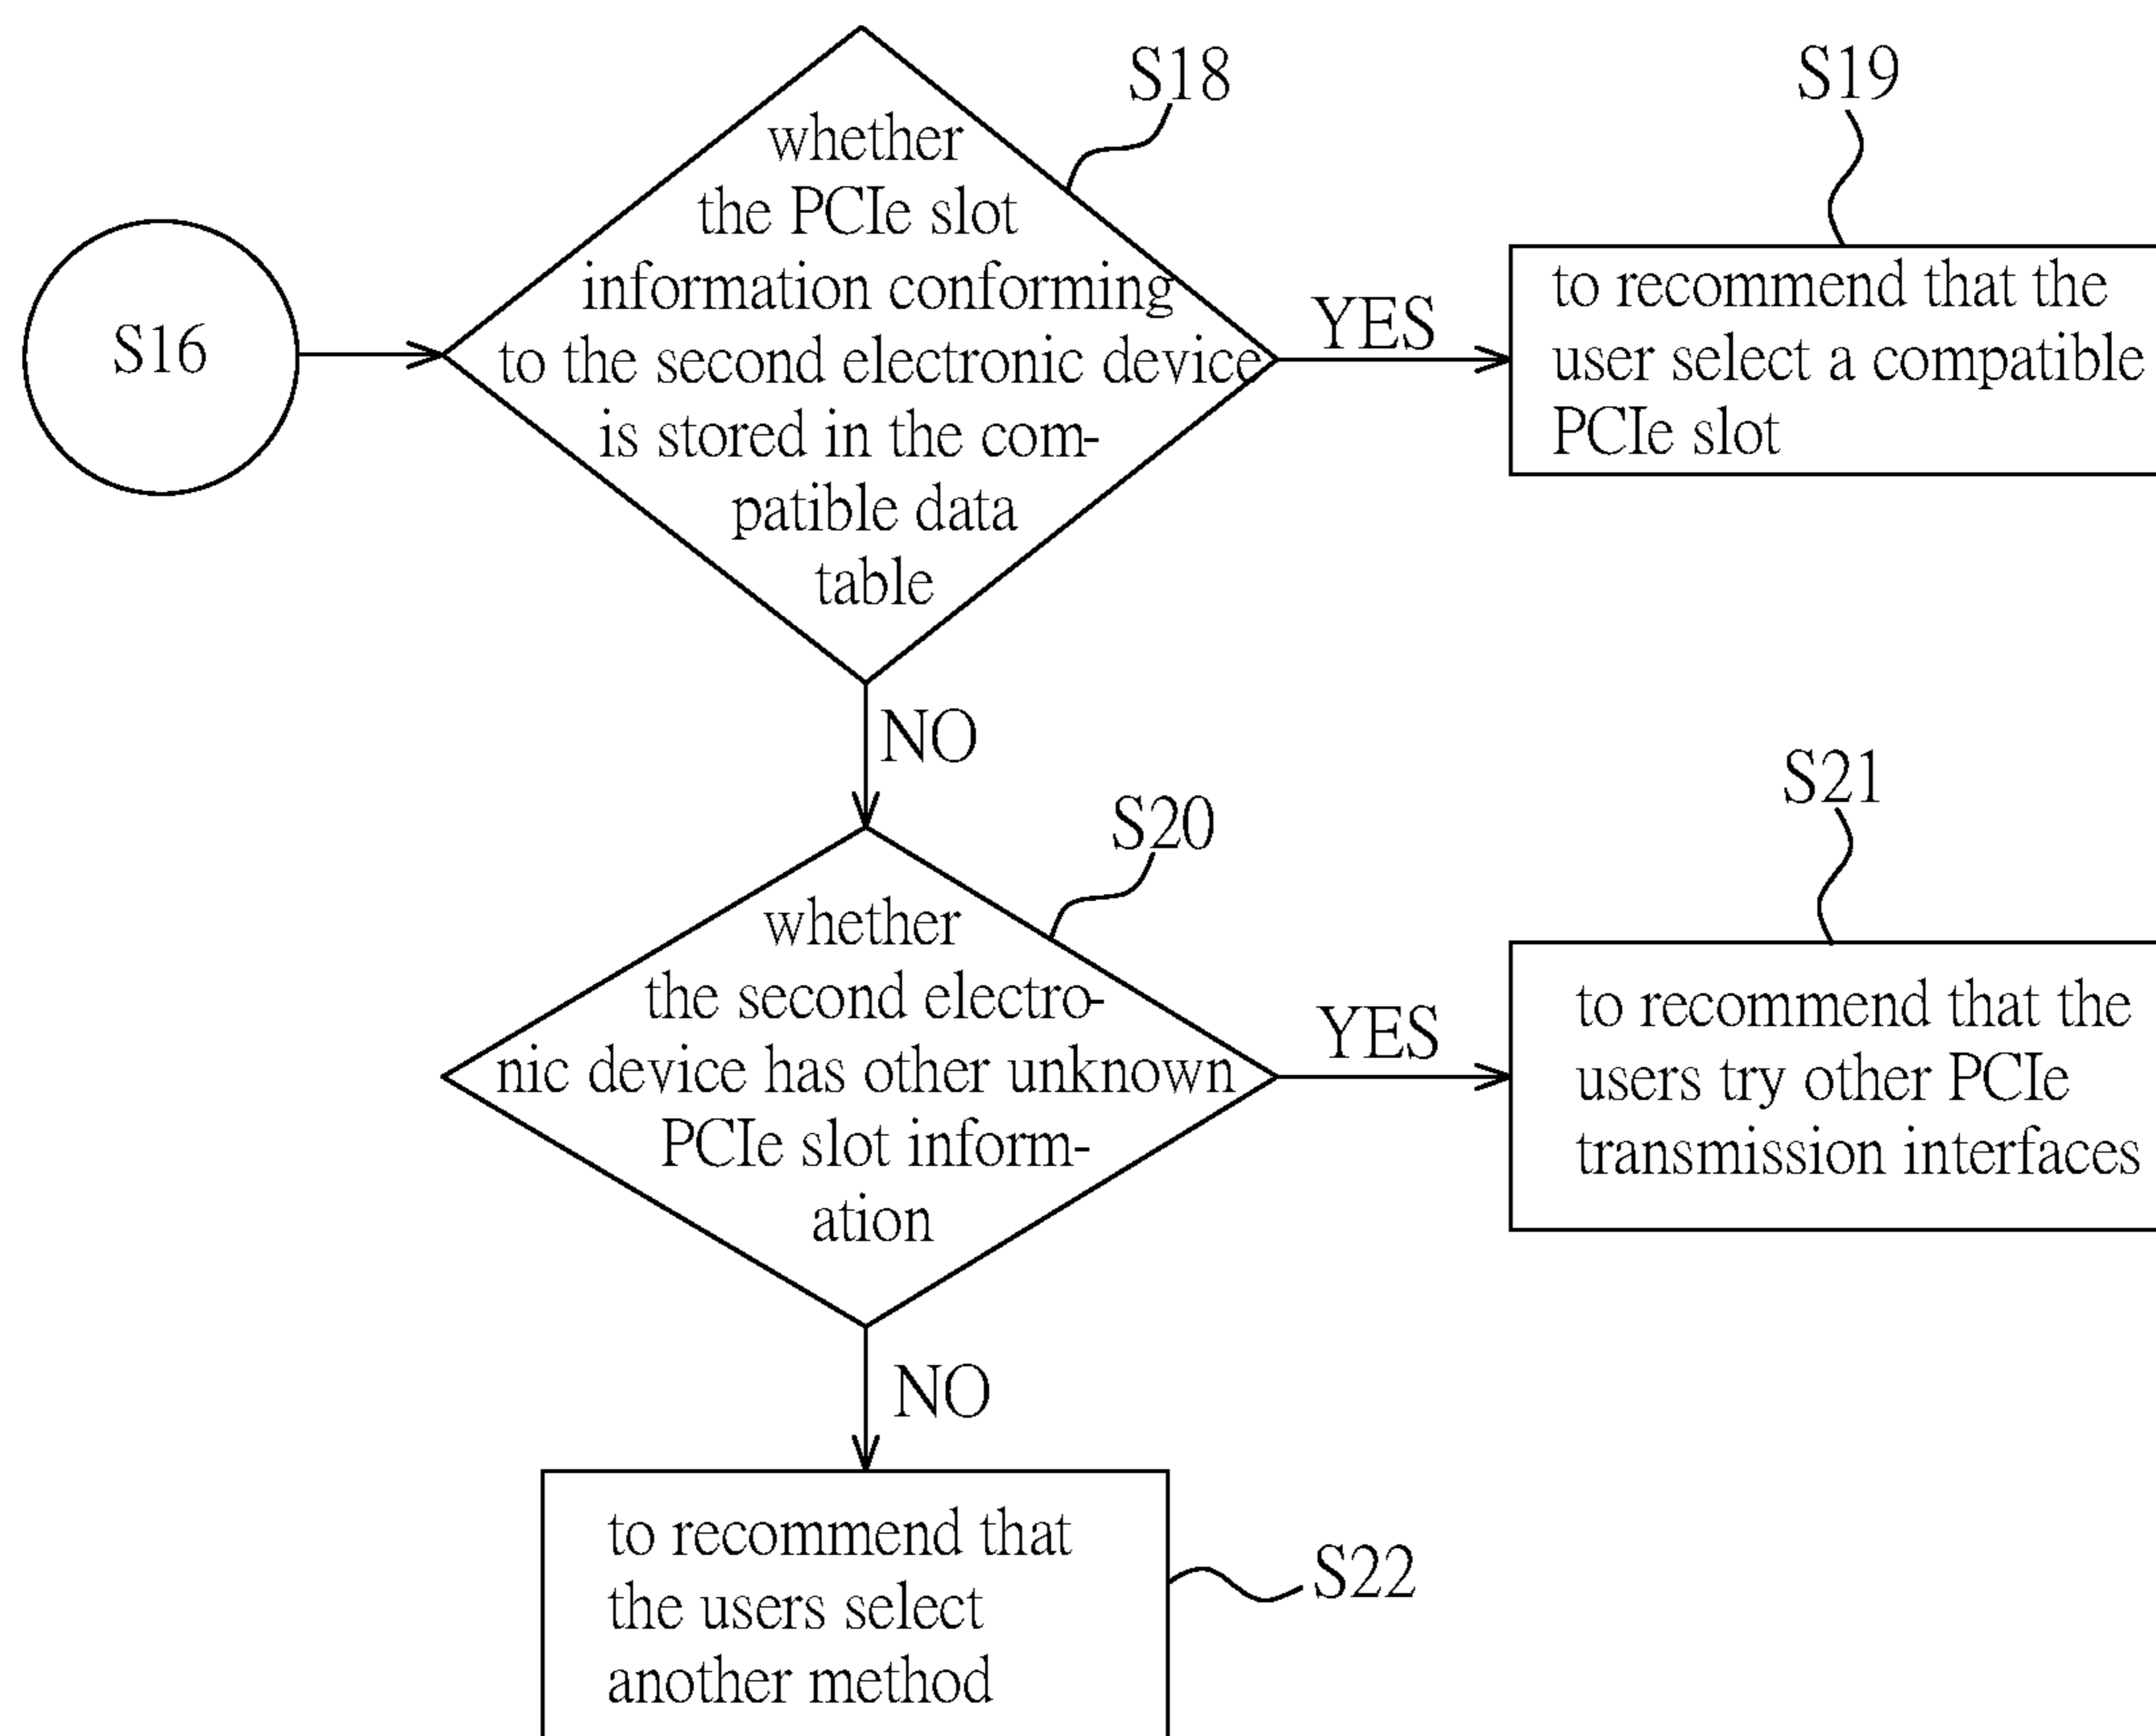 S16
S18
whether
the PCIe slot
information conforming
to the second electronic device
is stored in the com-
patible data
table
YES
S19
to recommend that the
user select a compatible
PCIe slot
NO
S20
whether
the second electro-
nic device has other unknown
PCIe slot inform-
ation
YES
S21
to recommend that the
users try other PCIe
transmission interfaces
NO
to recommend that
the users select
another method
S22